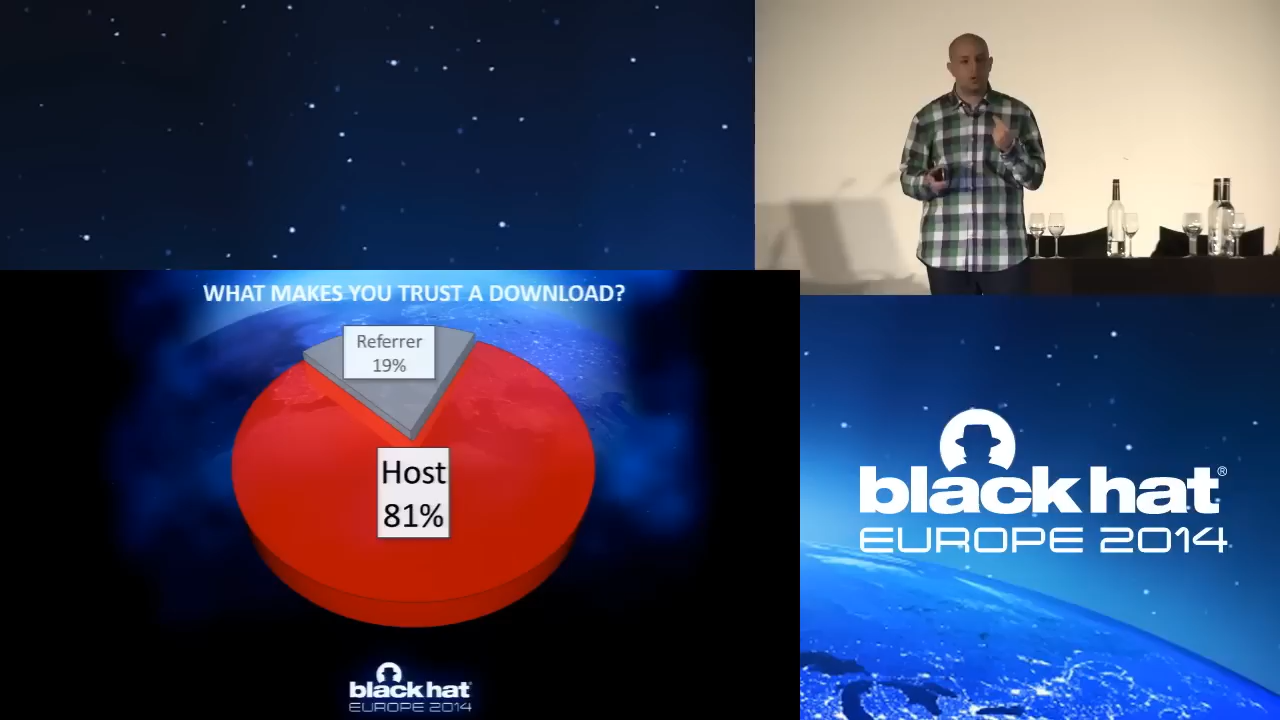 WHAT MAKES YOU TRUST A DOWNLOAD?
Referrer
19%
Host
81%
black hat
EUROPE 2014
black hat®
EUROPE 2014